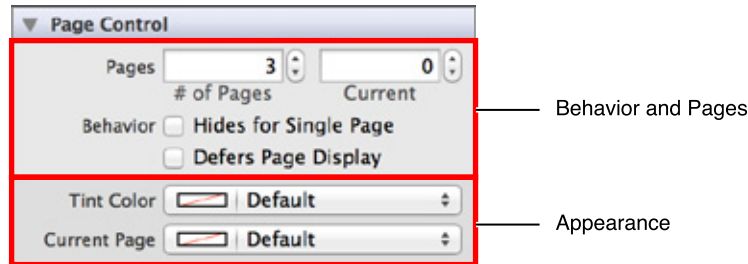 Page Control
Pages 3 0
# of Pages Current
Behavior Hides for Single Page
Defers Page Display
Behavior and Pages
Tint Color Default
Current Page Default
Appearance